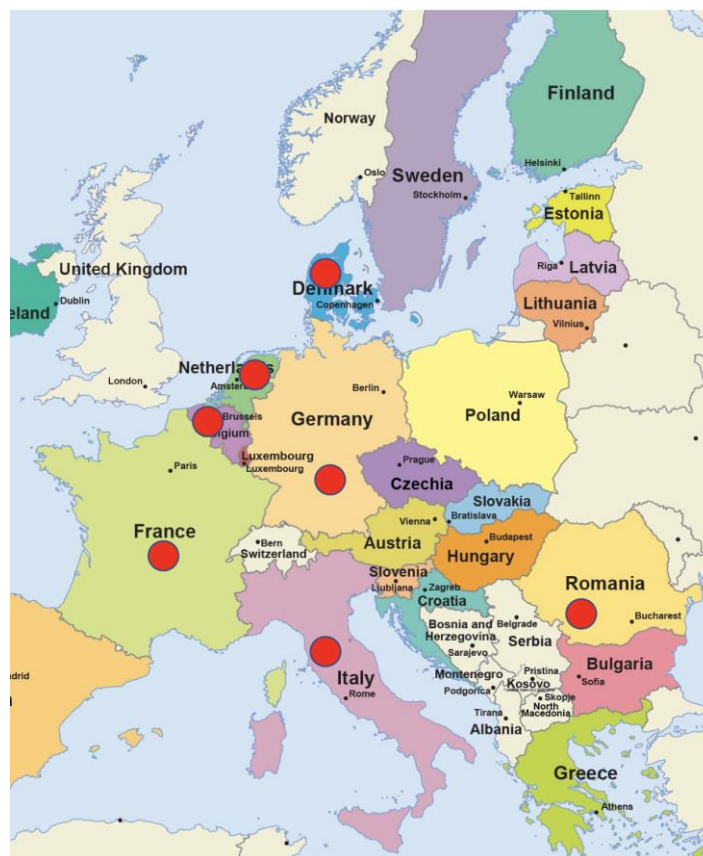 Finland
Norway
Helsinki
Oslo
Sweden
Stockholm
Tallinn
Estonia
United Kingdom
Riga
Latvia
Denmark
Dublin
Copenhagen
eland
Lithuania
Vilnius
Netherlands
London
Amster
Berlin
Warsaw
Brussels
Germany
Poland
lgium
Luxembourg
Luxembourg
Paris
Prague
Czechia
Slovakia
Bratislava
Vienna
France
Bern
Switzerland
Austria
Budapest
Hungary
Slovenia
Ljubljana
Zagreb
Croatia
Romania
Bucharest
Bosnia and
Herzegovina
Belgrade
Serbia
Sarajevo
Italy
Rome
Montenegro
Podgorica
Pristina
Kosovo
Bulgaria
Sofia
adrid
n
Skopje
North
Macedonia
Tirana
Albania
Greece
Athens